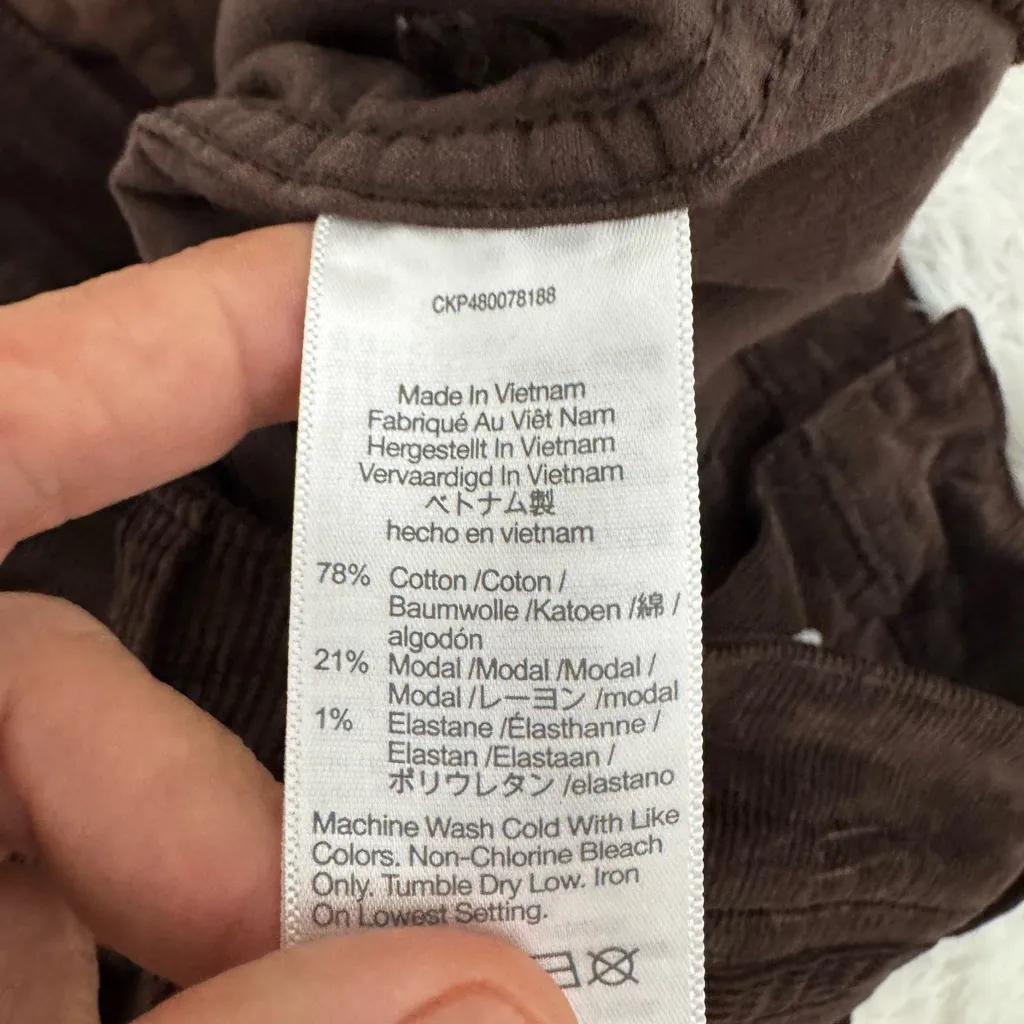 CKP480078188
Made In Vietnam
Fabriqué Au Viêt Nam
Hergestellt In Vietnam
Vervaardigd In Vietnam
ベトナム製
hecho en vietnam
78% Cotton /Coton /
Baumwolle /Katoen /綿 /
algodón
21% Modal /Modal /Modal /
Modal /レーヨン /modal
1% Elastane /Élasthanne /
Elastan /Elastaan /
ポリウレタン /elastano
Machine Wash Cold With Like
Colors. Non-Chlorine Bleach
Only. Tumble Dry Low. Iron
On Lowest Setting.